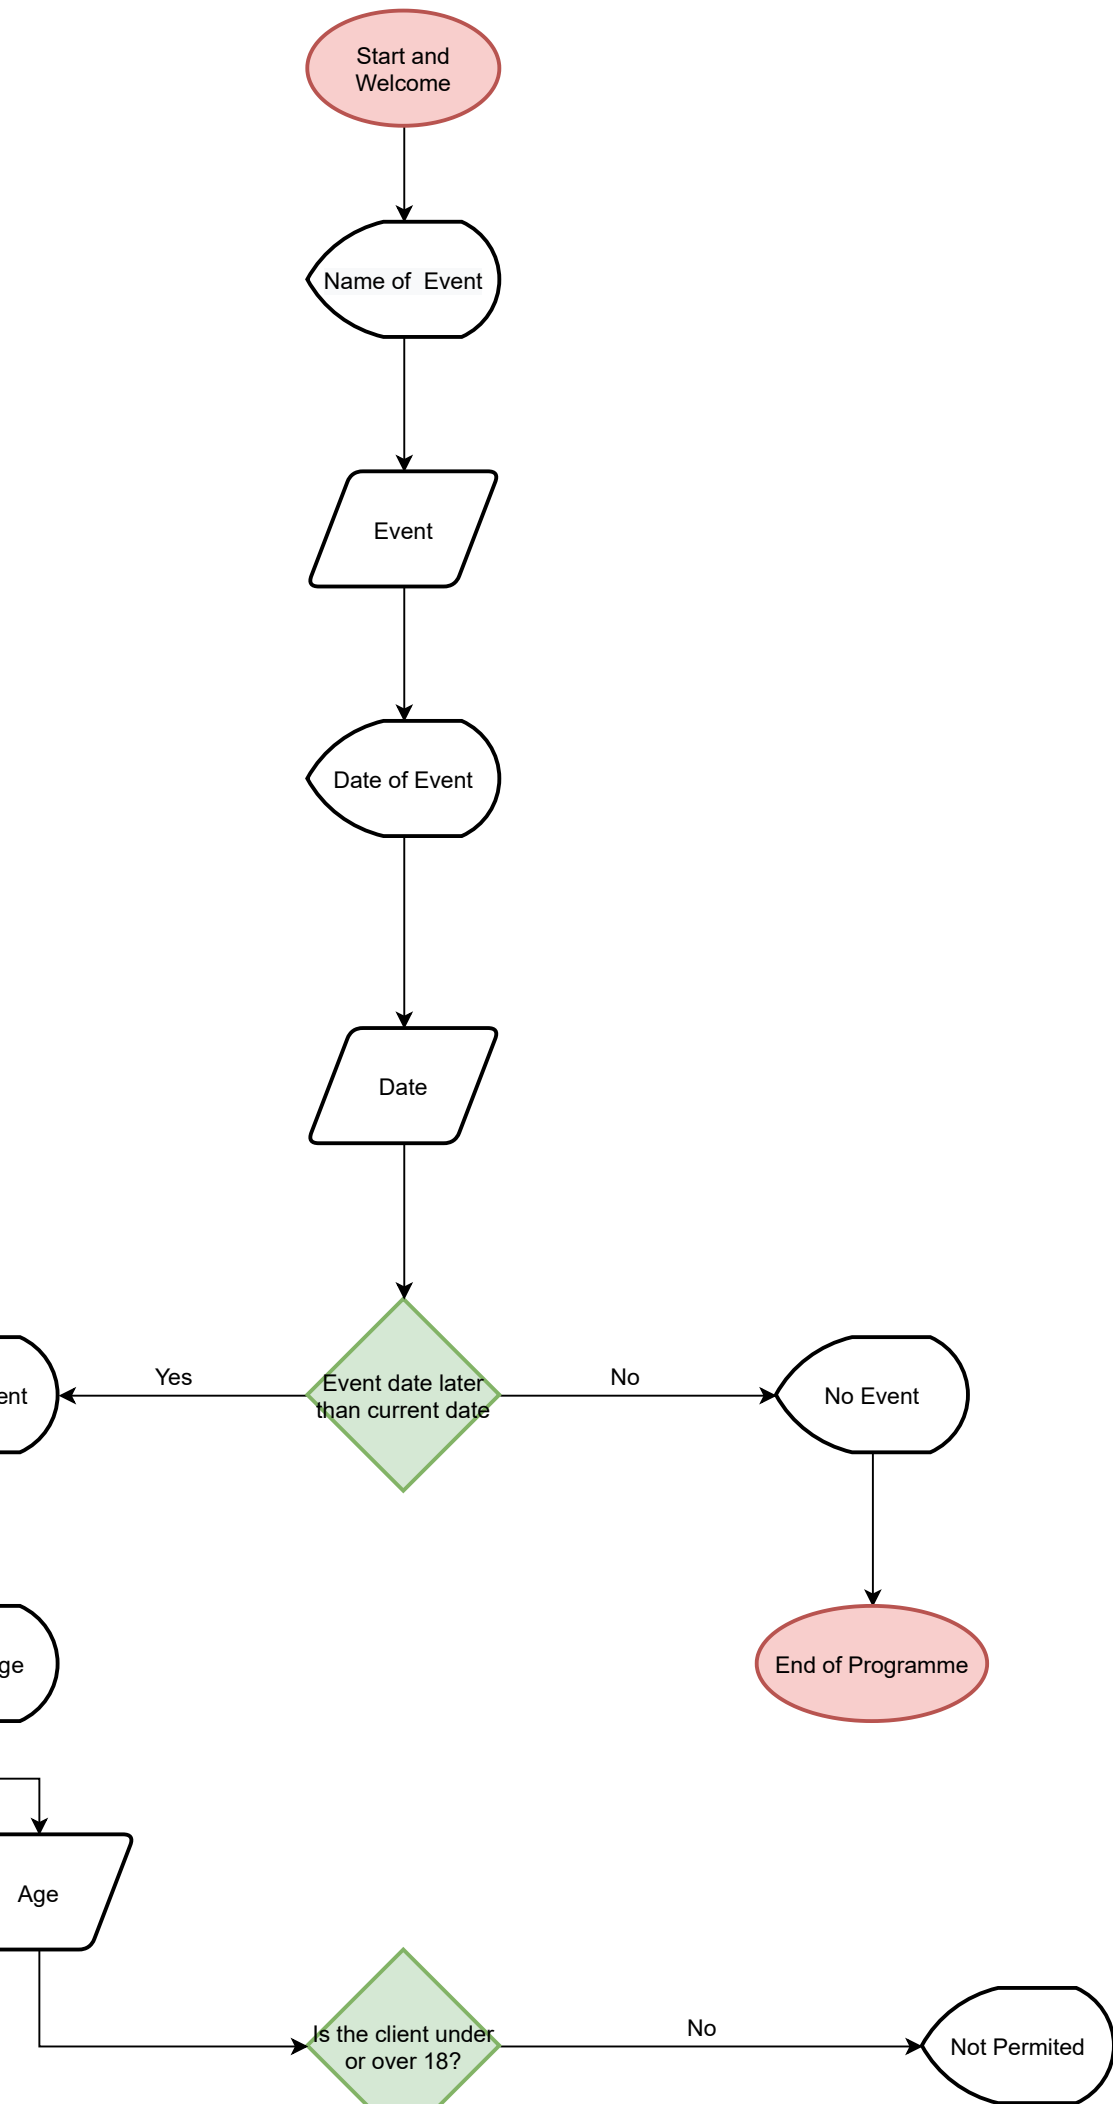 Start and
Welcome
Name of  Event
Event
Date of Event
Date
Yes
Event date later
than current date
No
No Event
End of Programme
Age
Is the client under
or over 18?
No
Not Permited